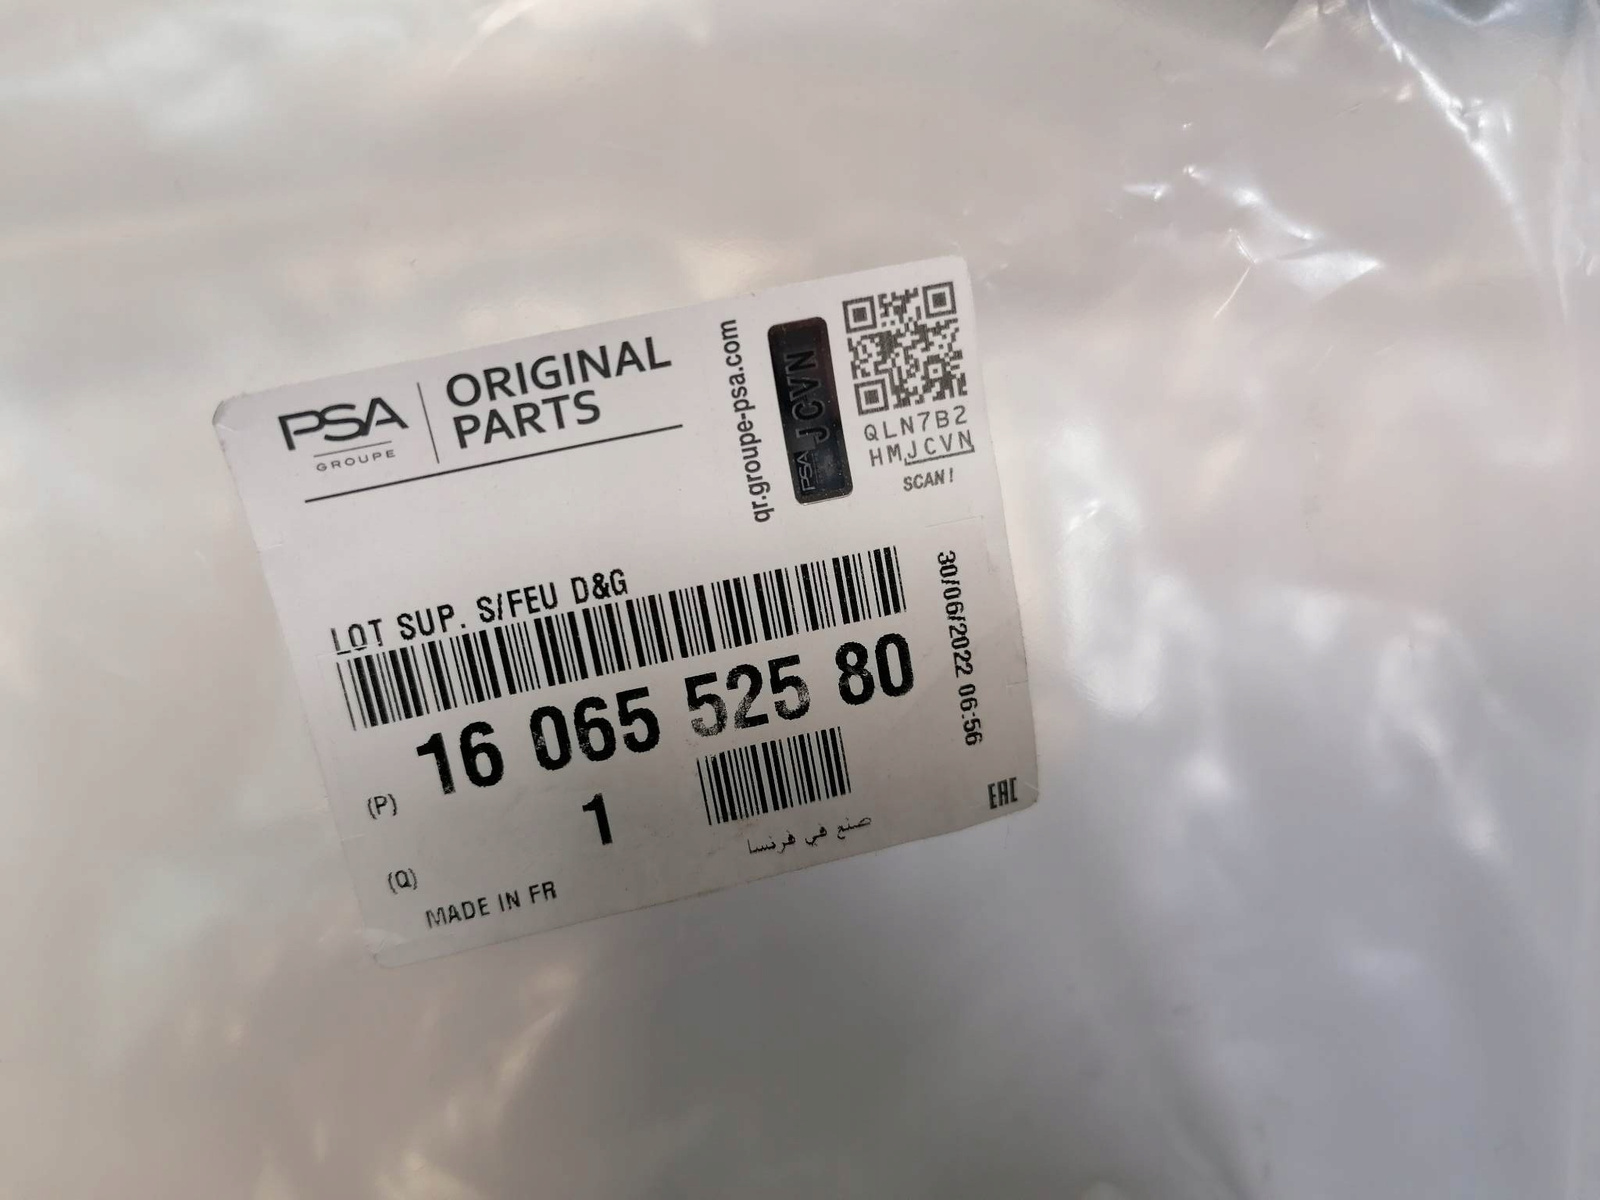 PSA
GROUPE
ORIGINAL
PARTS
qr.groupe-psa.com
PSA JCVN
QLN7B2
HMJCVN
SCAN!
LOT SUP. S/FEU D&G
30/06/2022 06:56
(P) 16 065 525 80
(Q) 1
صنع في فرنسا
MADE IN FR
EAC